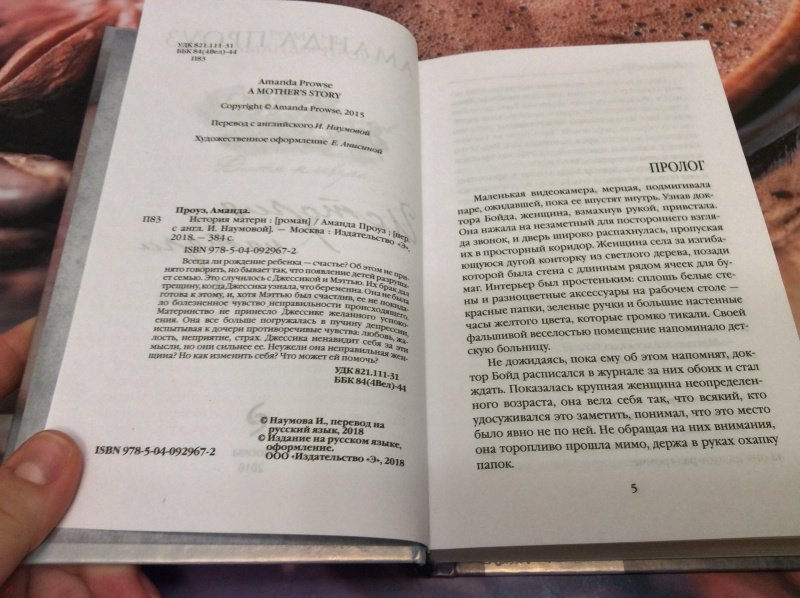 УДК 821.111-31
ББК 84(4Вел)-44
П83
Amanda Prowse
A MOTHER'S STORY
Copyright © Amanda Prowse, 2015
Перевод с английского И. Наумовой
Художественное оформление Е. Анисиной
Проуз, Аманда.
П83 История матери : [роман] / Аманда Проуз ; [пер.
с англ. И. Наумовой]. — Москва : Издательство «Э»,
2018. — 384 с.
ISBN 978-5-04-092967-2
Всегда ли рождение ребенка — счастье? Об этом не при-
нято говорить, но бывает так, что появление детей разруша-
ет семью. Это случилось с Джессикой и Мэттью. Их брак дал
трещину, когда Джессика узнала, что беременна. Она не была
готова к этому, и, хотя Мэттью был счастлив, ее не покида-
ло болезненное чувство неправильности происходящего.
Материнство не принесло Джессике желанного успокое-
ния. Она все больше погружалась в пучину депрессии,
испытывая к дочери противоречивые чувства: любовь, жа-
лость, неприятие, страх. Джессика ненавидит себя за эти
мысли, но они сильнее ее. Неужели она неправильная жен-
щина? Но как изменить себя? Что может ей помочь?
УДК 821.111-31
ББК 84(4Вел)-44
© Наумова И., перевод на
русский язык, 2018
© Издание на русском языке,
оформление.
ООО «Издательство «Э», 2018
ISBN 978-5-04-092967-2
ПРОЛОГ
Маленькая видеокамера, мерцая, подмигивала
паре, ожидавшей, пока ее впустят внутрь. Узнав док-
тора Бойда, женщина, взмахнув рукой, привстала.
Она нажала на незаметный для постороннего взгля-
да звонок, и дверь широко распахнулась, пропуская
их в просторный коридор. Женщина села за изгиба-
ющуюся дугой конторку из светлого дерева, позади
которой была стена с длинным рядом ячеек для бу-
маг. Интерьер был простеньким: сплошь белые сте-
ны и разноцветные аксессуары на рабочем столе —
красные папки, зеленые ручки и большие настенные
часы желтого цвета, которые громко тикали. Своей
фальшивой веселостью помещение напоминало дет-
скую больницу.
Не дожидаясь, пока ему об этом напомнят, док-
тор Бойд расписался в журнале за них обоих и стал
ждать. Показалась крупная женщина неопределен-
ного возраста, она вела себя так, что всякий, кто
удосуживался это заметить, понимал, что это место
было явно не по ней. Не обращая на них внимания,
она торопливо прошла мимо, держа в руках охапку
папок.
5